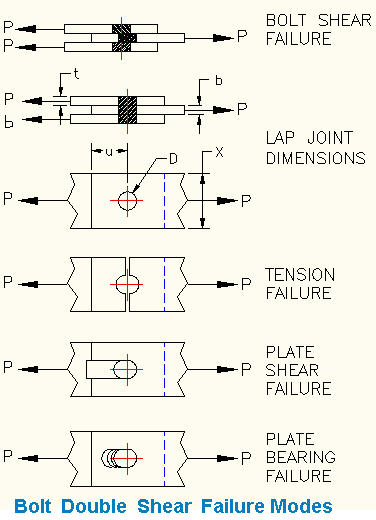 BOLT SHEAR
FAILURE
P
P
P
t
b
P
b
P
LAP JOINT
DIMENSIONS
u
D
X
P
P
TENSION
FAILURE
P
P
PLATE
SHEAR
FAILURE
P
P
PLATE
BEARING
FAILURE
P
P
Bolt Double Shear Failure Modes